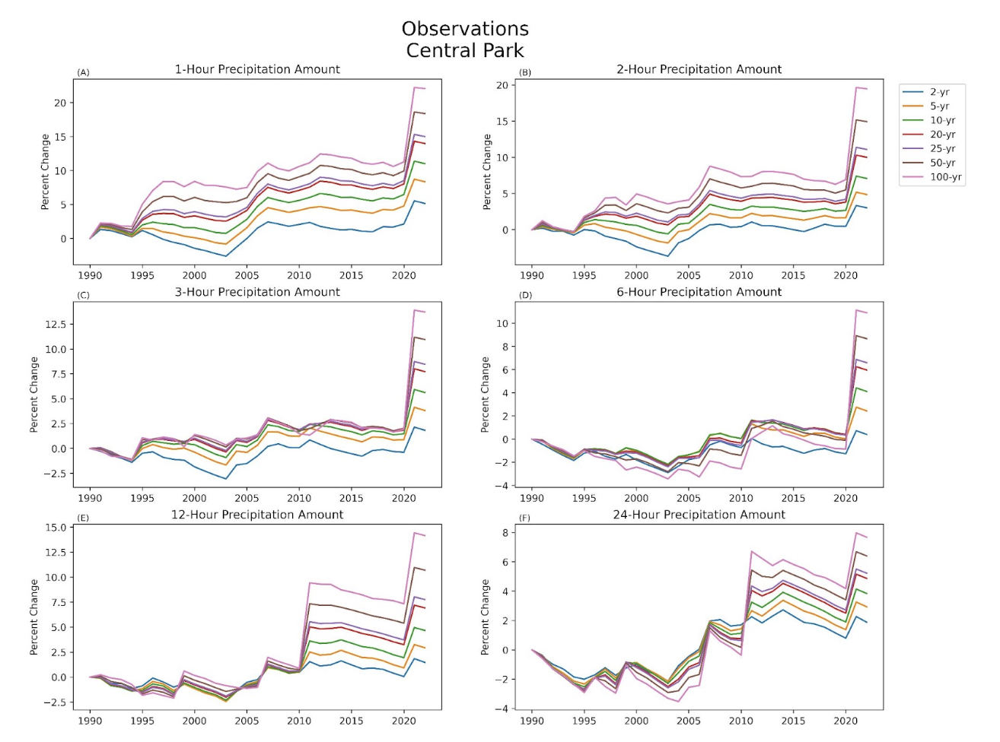 Observations
Central Park
(A) 1-Hour Precipitation Amount
Percent Change
20
15
10
5
0
1990 1995 2000 2005 2010 2015 2020
(B) 2-Hour Precipitation Amount
Percent Change
20
15
10
5
0
1990 1995 2000 2005 2010 2015 2020
2-yr
5-yr
10-yr
20-yr
25-yr
50-yr
100-yr
(C) 3-Hour Precipitation Amount
Percent Change
12.5
10.0
7.5
5.0
2.5
0.0
−2.5
1990 1995 2000 2005 2010 2015 2020
(D) 6-Hour Precipitation Amount
Percent Change
10
8
6
4
2
0
−2
−4
1990 1995 2000 2005 2010 2015 2020
(E) 12-Hour Precipitation Amount
Percent Change
15.0
12.5
10.0
7.5
5.0
2.5
0.0
−2.5
1990 1995 2000 2005 2010 2015 2020
(F) 24-Hour Precipitation Amount
Percent Change
8
6
4
2
0
−2
−4
1990 1995 2000 2005 2010 2015 2020